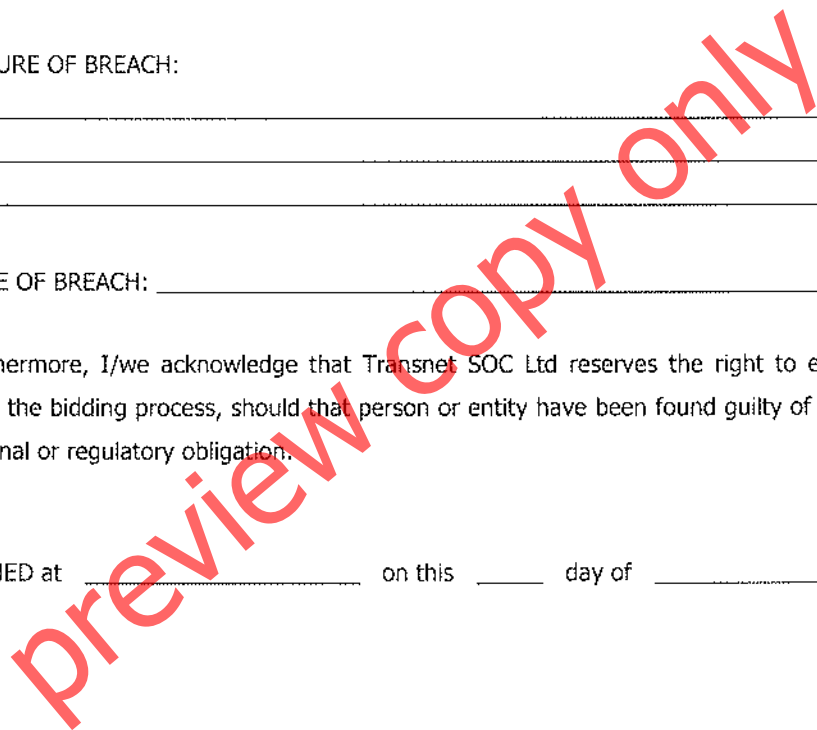 URE OF BREACH:
E OF BREACH:
hermore, I/we acknowledge that Transnet SOC Ltd reserves the right to e
the bidding process, should that person or entity have been found guilty of
nal or regulatory obligation.
NED at on this day of
preview copy only